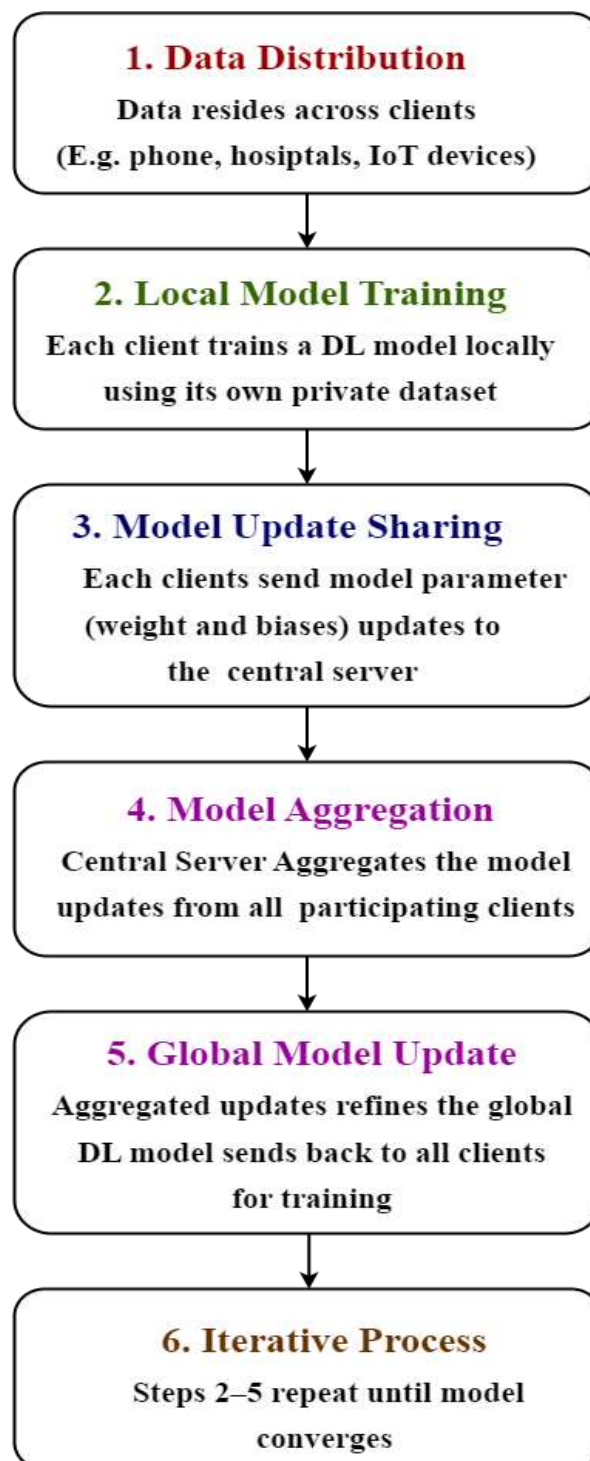 1. Data Distribution
Data resides across clients
(E.g. phone, hosiptals, IoT devices)
2. Local Model Training
Each client trains a DL model locally
using its own private dataset
3. Model Update Sharing
Each clients send model parameter
(weight and biases) updates to
the central server
4. Model Aggregation
Central Server Aggregates the model
updates from all participating clients
5. Global Model Update
Aggregated updates refines the global
DL model sends back to all clients
for training
6. Iterative Process
Steps 2–5 repeat until model
converges